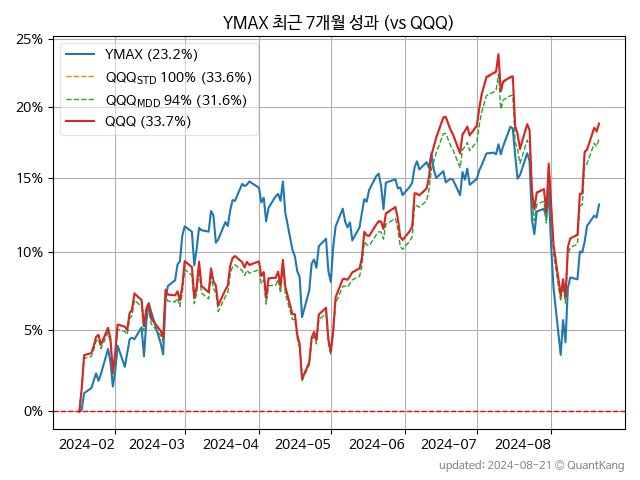 YMAX 최근 7개월 성과 (vs QQQ)
YMAX (23.2%)
QQQSTD 100% (33.6%)
QQQMDD 94% (31.6%)
QQQ (33.7%)
25%
20%
15%
10%
5%
0%
2024-02 2024-03 2024-04 2024-05 2024-06 2024-07 2024-08
updated: 2024-08-21 © QuantKang